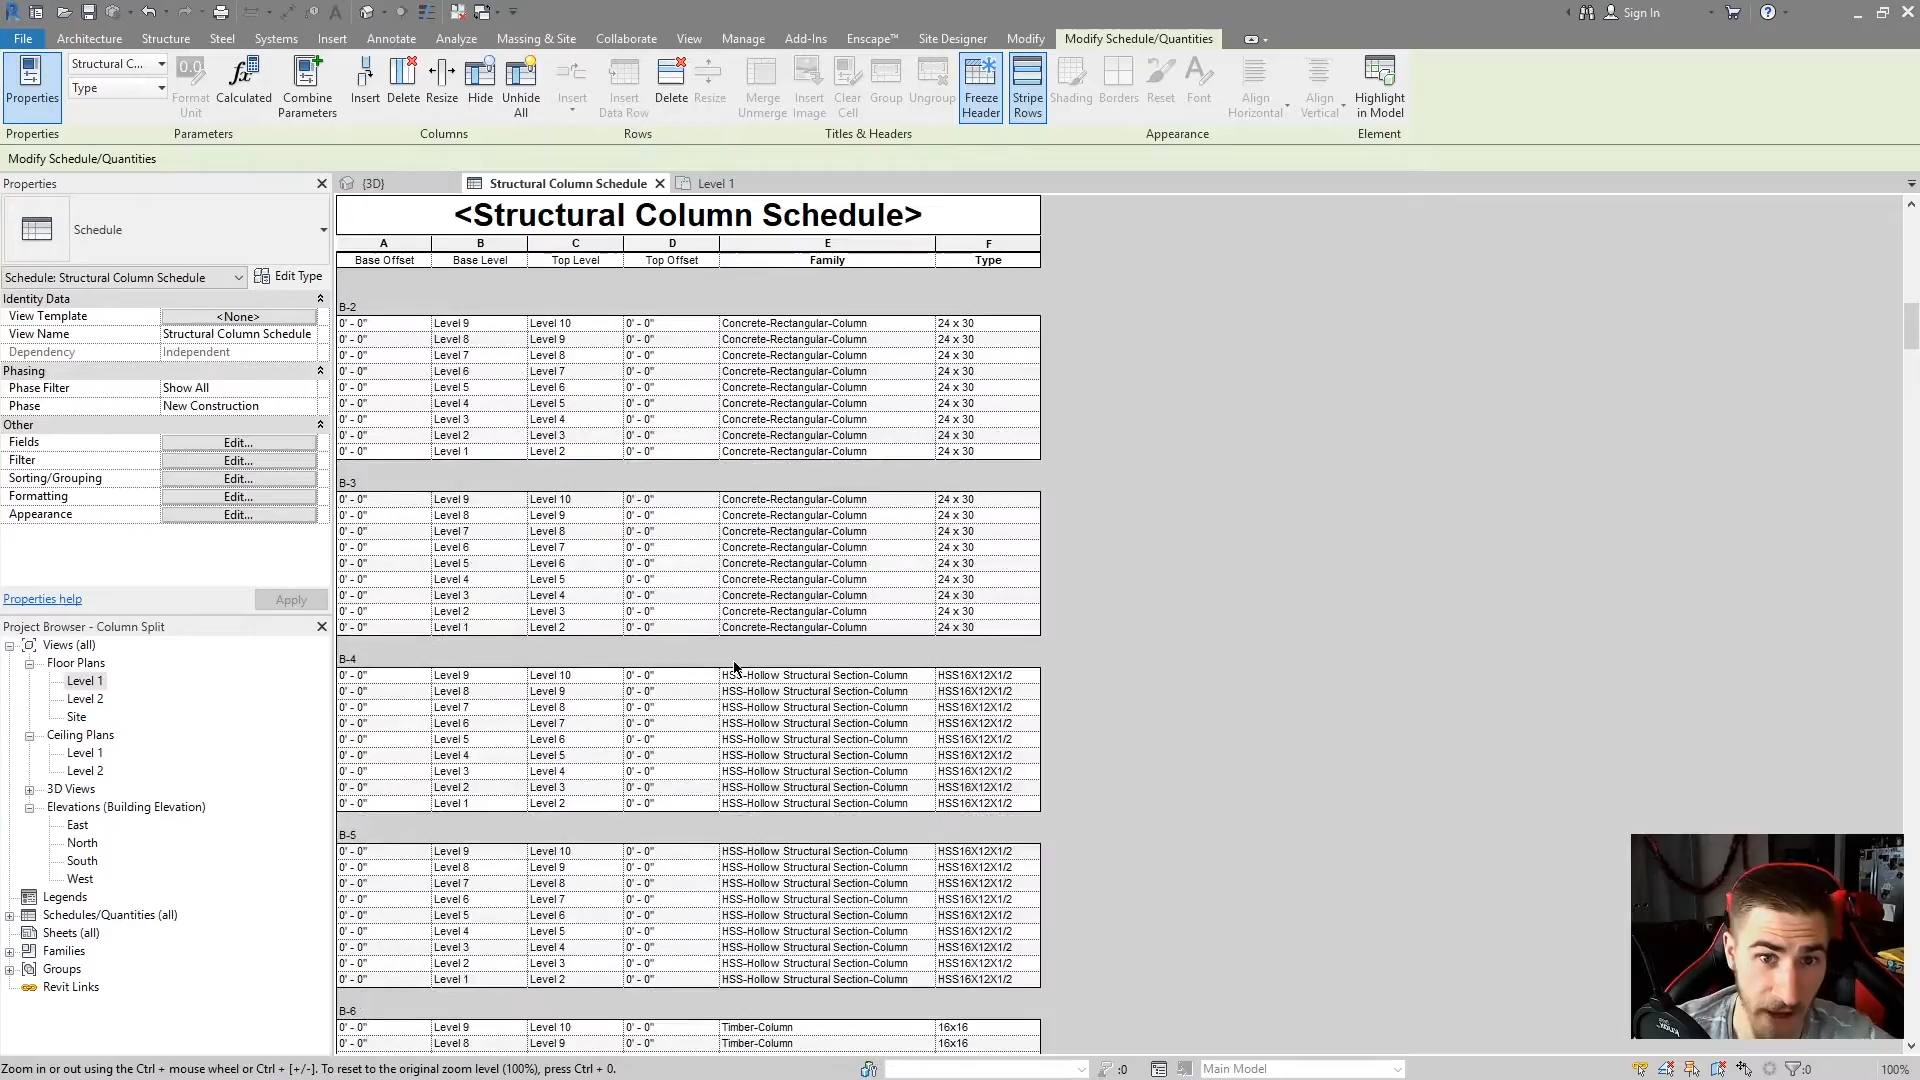 Sign In
File Architecture Structure Steel Systems Insert Annotate Analyze Massing & Site Collaborate View Manage Add-Ins Enscape™ Site Designer Modify Modify Schedule/Quantities
Properties
Structural C...
Type
0.0
Format Unit
Calculated
Combine Parameters
Insert Delete Resize Hide Unhide All
Insert
Insert Data Row
Delete Resize
Merge Unmerge
Insert Image
Clear Cell
Group Ungroup
Freeze Header
Stripe Rows
Shading Borders Reset Font
Align Horizontal
Align Vertical
Highlight in Model
Properties Parameters Columns Rows Titles & Headers Appearance Element
Modify Schedule/Quantities
Properties
{3D} Structural Column Schedule Level 1
Schedule
Schedule: Structural Column Schedule Edit Type
Identity Data
View Template <None>
View Name Structural Column Schedule
Dependency Independent
Phasing
Phase Filter Show All
Phase New Construction
Other
Fields Edit...
Filter Edit...
Sorting/Grouping Edit...
Formatting Edit...
Appearance Edit...
Properties help Apply
Project Browser - Column Split
Views (all)
Floor Plans
Level 1
Level 2
Site
Ceiling Plans
Level 1
Level 2
3D Views
Elevations (Building Elevation)
East
North
South
West
Legends
Schedules/Quantities (all)
Sheets (all)
Families
Groups
Revit Links
<Structural Column Schedule>
A B C D E F
Base Offset Base Level Top Level Top Offset Family Type
B-2
0' - 0" Level 9 Level 10 0' - 0" Concrete-Rectangular-Column 24 x 30
0' - 0" Level 8 Level 9 0' - 0" Concrete-Rectangular-Column 24 x 30
0' - 0" Level 7 Level 8 0' - 0" Concrete-Rectangular-Column 24 x 30
0' - 0" Level 6 Level 7 0' - 0" Concrete-Rectangular-Column 24 x 30
0' - 0" Level 5 Level 6 0' - 0" Concrete-Rectangular-Column 24 x 30
0' - 0" Level 4 Level 5 0' - 0" Concrete-Rectangular-Column 24 x 30
0' - 0" Level 3 Level 4 0' - 0" Concrete-Rectangular-Column 24 x 30
0' - 0" Level 2 Level 3 0' - 0" Concrete-Rectangular-Column 24 x 30
0' - 0" Level 1 Level 2 0' - 0" Concrete-Rectangular-Column 24 x 30
B-3
0' - 0" Level 9 Level 10 0' - 0" Concrete-Rectangular-Column 24 x 30
0' - 0" Level 8 Level 9 0' - 0" Concrete-Rectangular-Column 24 x 30
0' - 0" Level 7 Level 8 0' - 0" Concrete-Rectangular-Column 24 x 30
0' - 0" Level 6 Level 7 0' - 0" Concrete-Rectangular-Column 24 x 30
0' - 0" Level 5 Level 6 0' - 0" Concrete-Rectangular-Column 24 x 30
0' - 0" Level 4 Level 5 0' - 0" Concrete-Rectangular-Column 24 x 30
0' - 0" Level 3 Level 4 0' - 0" Concrete-Rectangular-Column 24 x 30
0' - 0" Level 2 Level 3 0' - 0" Concrete-Rectangular-Column 24 x 30
0' - 0" Level 1 Level 2 0' - 0" Concrete-Rectangular-Column 24 x 30
B-4
0' - 0" Level 9 Level 10 0' - 0" HSS-Hollow Structural Section-Column HSS16X12X1/2
0' - 0" Level 8 Level 9 0' - 0" HSS-Hollow Structural Section-Column HSS16X12X1/2
0' - 0" Level 7 Level 8 0' - 0" HSS-Hollow Structural Section-Column HSS16X12X1/2
0' - 0" Level 6 Level 7 0' - 0" HSS-Hollow Structural Section-Column HSS16X12X1/2
0' - 0" Level 5 Level 6 0' - 0" HSS-Hollow Structural Section-Column HSS16X12X1/2
0' - 0" Level 4 Level 5 0' - 0" HSS-Hollow Structural Section-Column HSS16X12X1/2
0' - 0" Level 3 Level 4 0' - 0" HSS-Hollow Structural Section-Column HSS16X12X1/2
0' - 0" Level 2 Level 3 0' - 0" HSS-Hollow Structural Section-Column HSS16X12X1/2
0' - 0" Level 1 Level 2 0' - 0" HSS-Hollow Structural Section-Column HSS16X12X1/2
B-5
0' - 0" Level 9 Level 10 0' - 0" HSS-Hollow Structural Section-Column HSS16X12X1/2
0' - 0" Level 8 Level 9 0' - 0" HSS-Hollow Structural Section-Column HSS16X12X1/2
0' - 0" Level 7 Level 8 0' - 0" HSS-Hollow Structural Section-Column HSS16X12X1/2
0' - 0" Level 6 Level 7 0' - 0" HSS-Hollow Structural Section-Column HSS16X12X1/2
0' - 0" Level 5 Level 6 0' - 0" HSS-Hollow Structural Section-Column HSS16X12X1/2
0' - 0" Level 4 Level 5 0' - 0" HSS-Hollow Structural Section-Column HSS16X12X1/2
0' - 0" Level 3 Level 4 0' - 0" HSS-Hollow Structural Section-Column HSS16X12X1/2
0' - 0" Level 2 Level 3 0' - 0" HSS-Hollow Structural Section-Column HSS16X12X1/2
0' - 0" Level 1 Level 2 0' - 0" HSS-Hollow Structural Section-Column HSS16X12X1/2
B-6
0' - 0" Level 9 Level 10 0' - 0" Timber-Column 16x16
0' - 0" Level 8 Level 9 0' - 0" Timber-Column 16x16
Zoom in or out using the Ctrl + mouse wheel or Ctrl + [+/-]. To reset to the original zoom level (100%), press Ctrl + 0.
:0 Main Model :0 100%